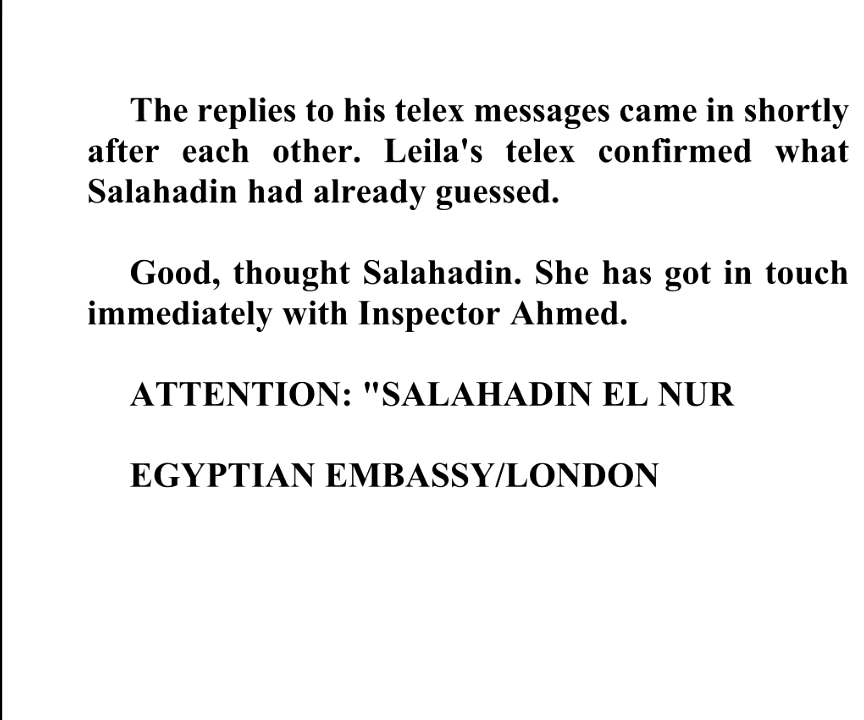 The replies to his telex messages came in shortly
after each other. Leila's telex confirmed what
Salahadin had already guessed.
Good, thought Salahadin. She has got in touch
immediately with Inspector Ahmed.
ATTENTION: "SALAHADIN EL NUR
EGYPTIAN EMBASSY/LONDON